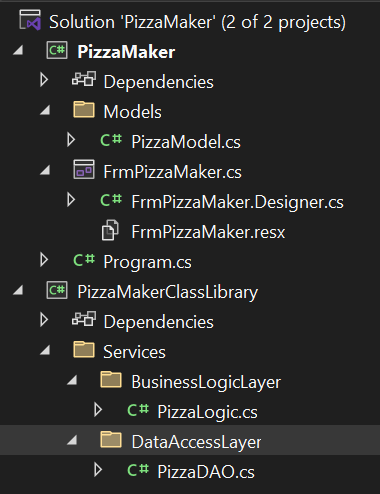 Solution 'PizzaMaker' (2 of 2 projects)
C# PizzaMaker
Dependencies
Models
C# PizzaModel.cs
FrmPizzaMaker.cs
C# FrmPizzaMaker.Designer.cs
FrmPizzaMaker.resx
C# Program.cs
C# PizzaMakerClassLibrary
Dependencies
Services
BusinessLogicLayer
C# PizzaLogic.cs
DataAccessLayer
C# PizzaDAO.cs